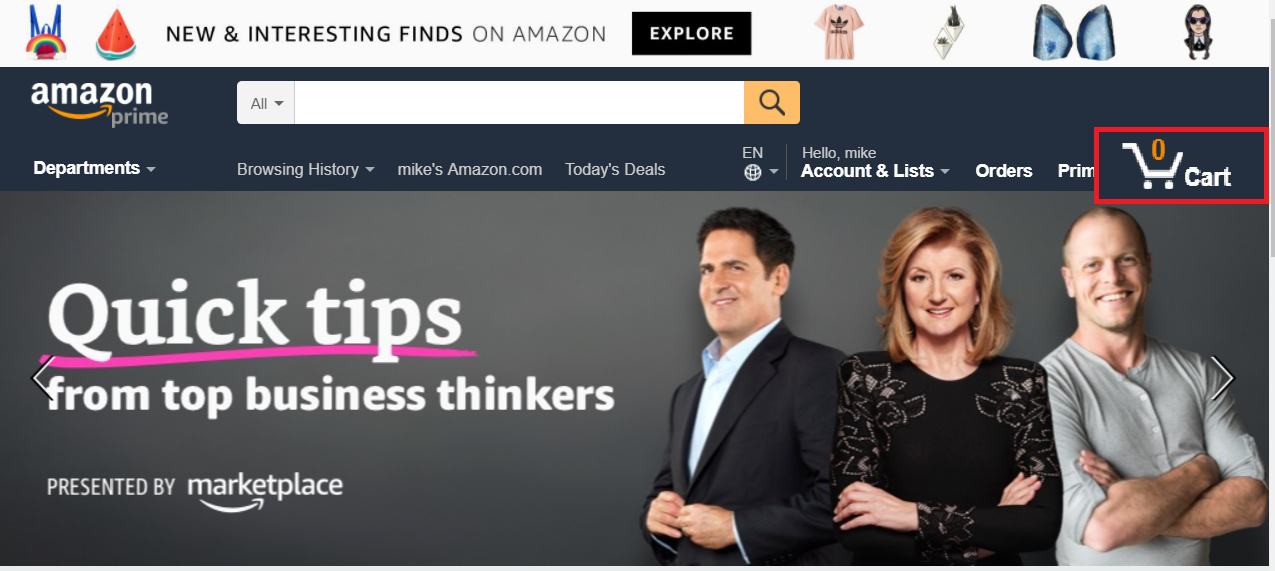 NEW & INTERESTING FINDS ON AMAZON EXPLORE
amazon prime
All
EN
Hello, mike
Departments
Browsing History
mike's Amazon.com
Today's Deals
Account & Lists
Orders
Prim
0
Cart
Quick tips
from top business thinkers
PRESENTED BY marketplace